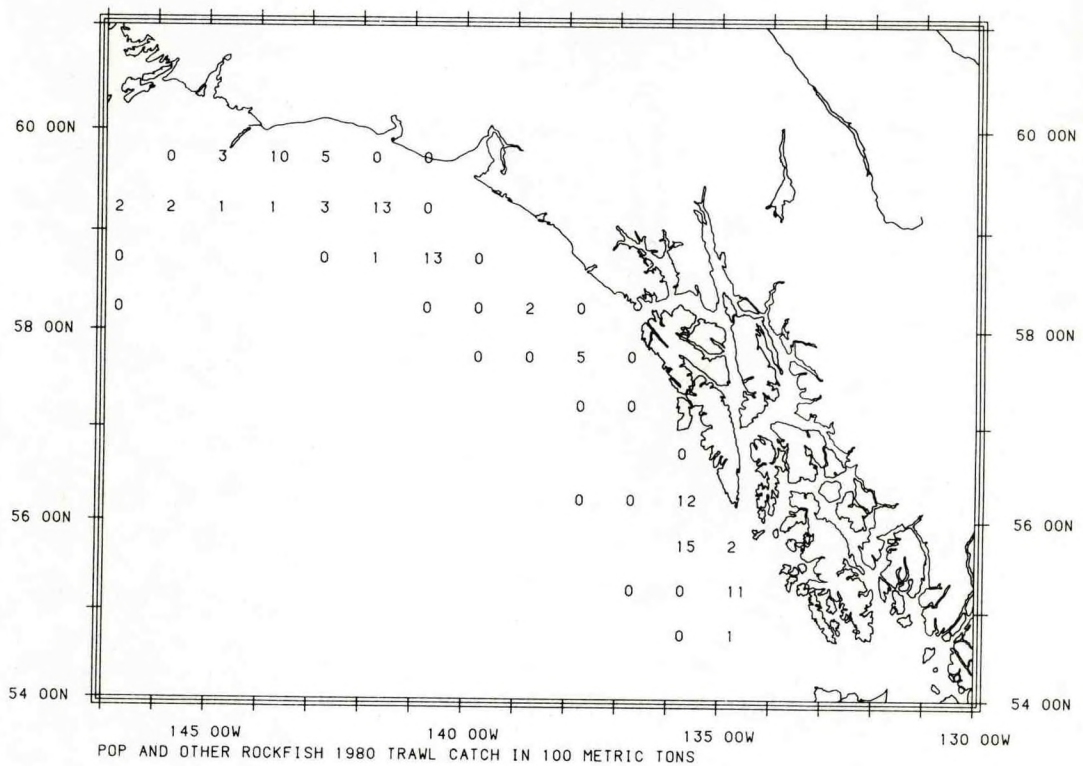 60 00N 60 00N
0 3 10 5 0 0
2 2 1 1 3 13 0
0 0 1 13 0
0 0 0 2 0
58 00N 58 00N
0 0 5 0
0 0
0
0 0 12
56 00N 56 00N
15 2
0 0 11
0 1
54 00N 54 00N
145 00W 140 00W 135 00W 130 00W
POP AND OTHER ROCKFISH 1980 TRAWL CATCH IN 100 METRIC TONS